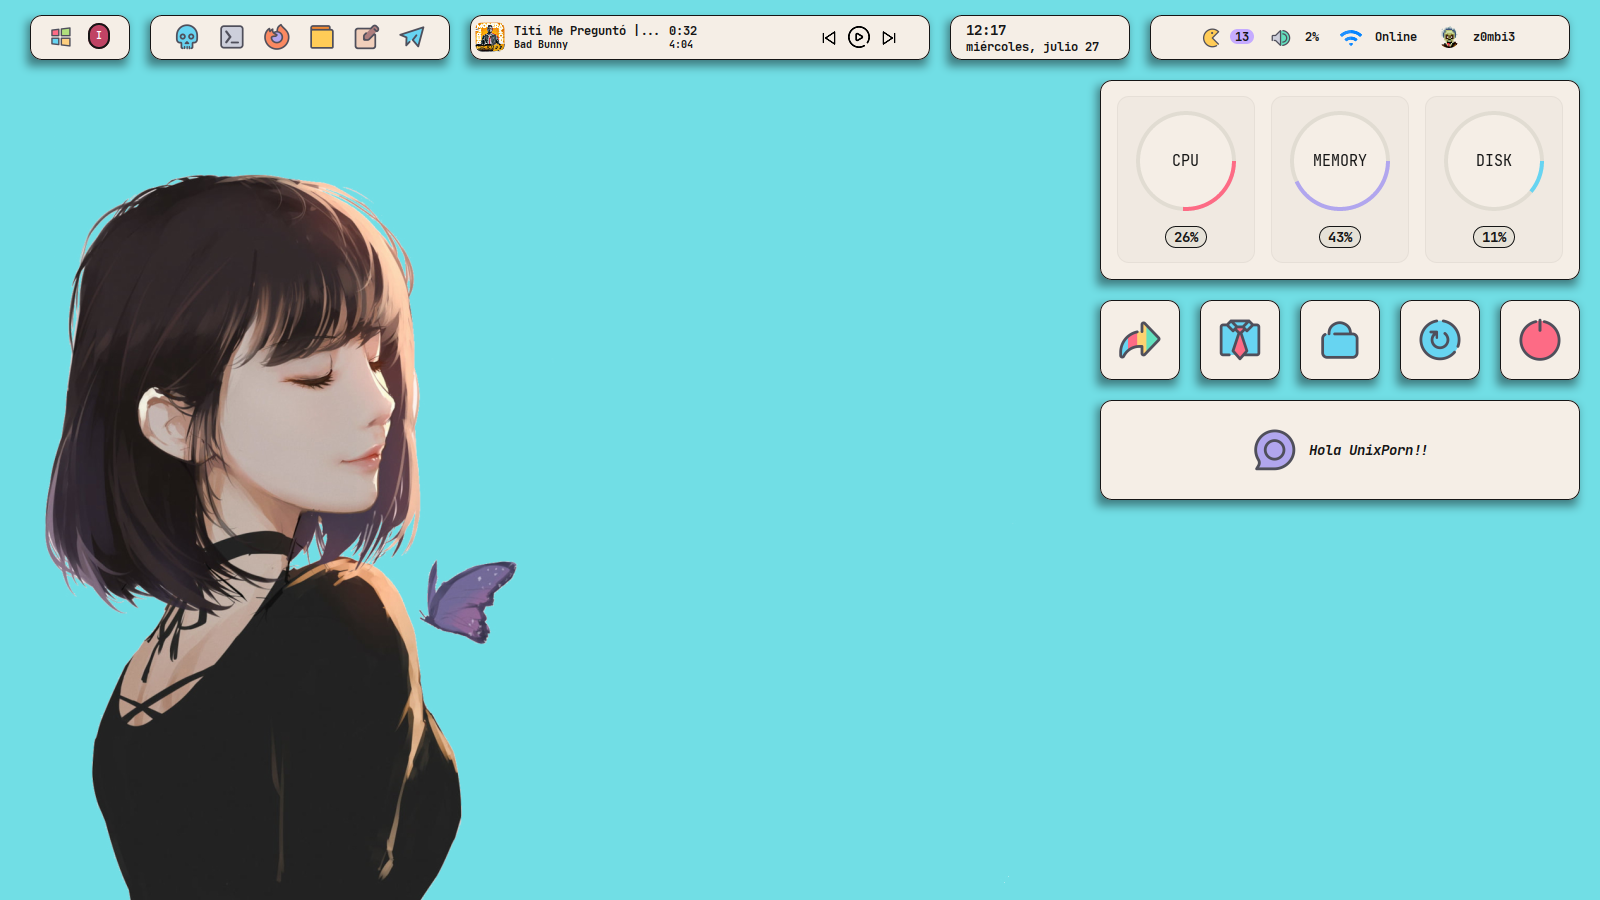 I
Tití Me Preguntó |... 0:32
Bad Bunny 4:04
12:17
miércoles, julio 27
13 2% Online z0mbi3
CPU MEMORY DISK
26% 43% 11%
Hola UnixPorn!!